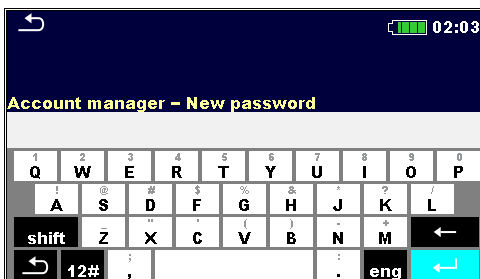 02:03
Account manager – New password
1 2 3 4 5 6 7 8 9 0
Q W E R T Y U I O P
! @ # $ % & * ? /
A S D F G H J K L
_ " ' ( ) - +
shift Z X C V B N M
; :
12# , . eng